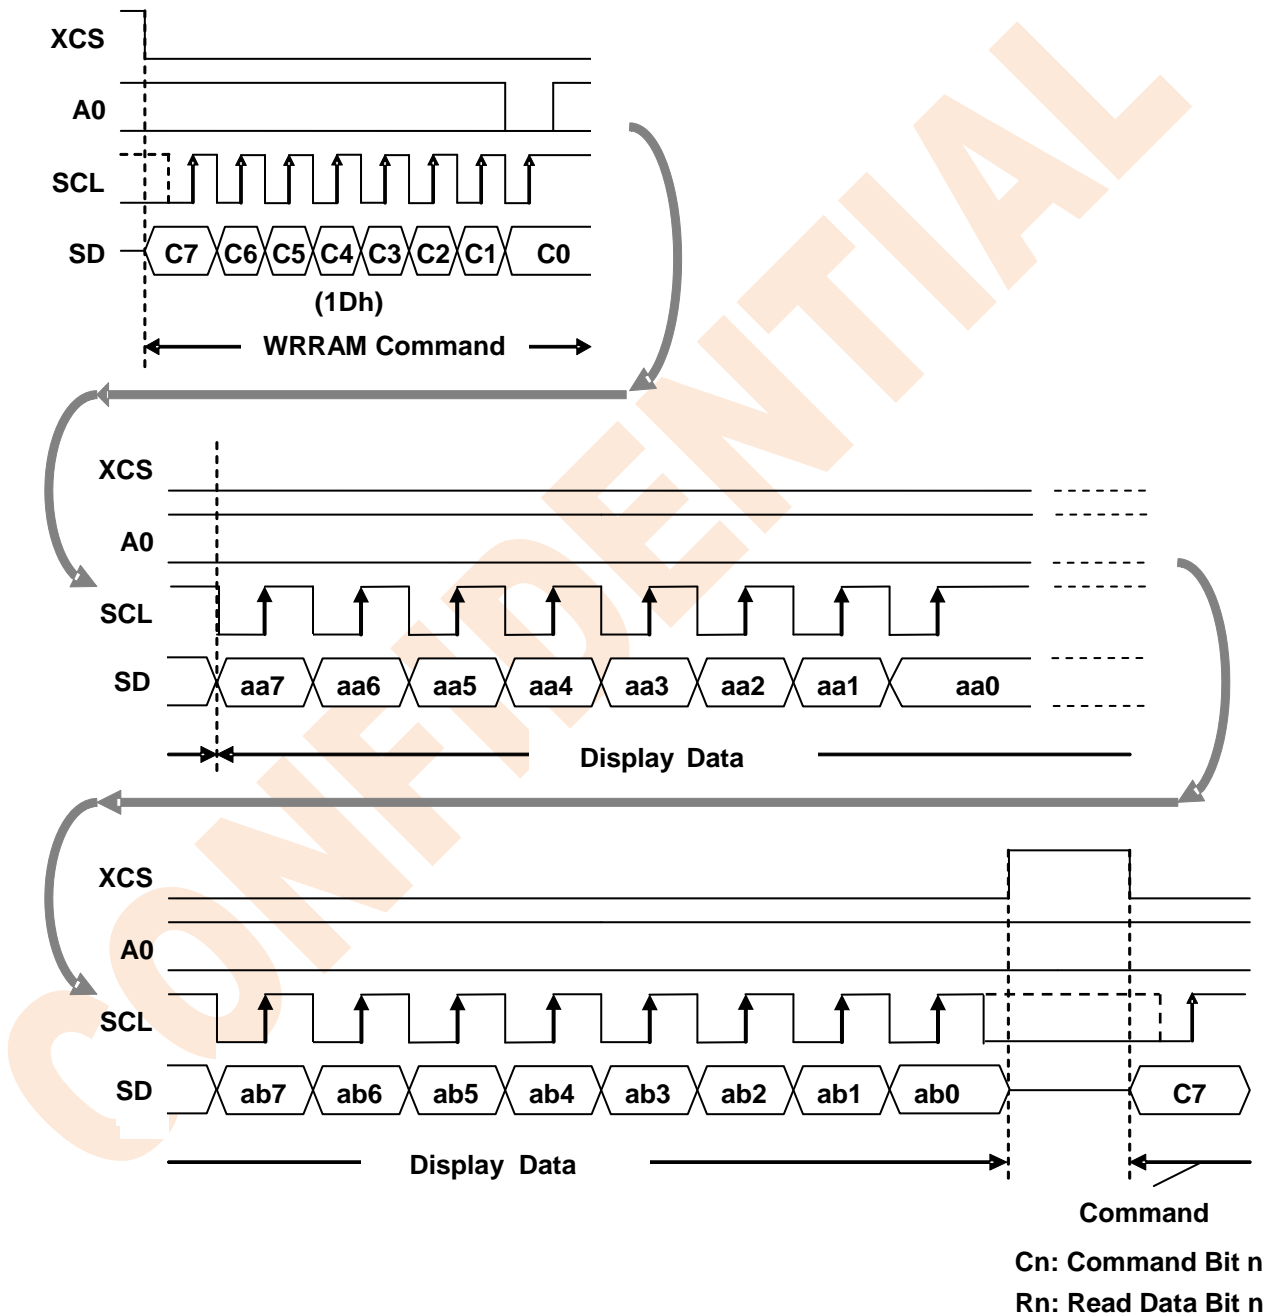 XCS
A0
SCL
SD C7 C6 C5 C4 C3 C2 C1 C0
(1Dh)
WRRAM Command
XCS
A0
SCL
SD aa7 aa6 aa5 aa4 aa3 aa2 aa1 aa0
Display Data
XCS
A0
SCL
SD ab7 ab6 ab5 ab4 ab3 ab2 ab1 ab0 C7
Display Data
Command
Cn: Command Bit n
Rn: Read Data Bit n
CONFIDENTIAL